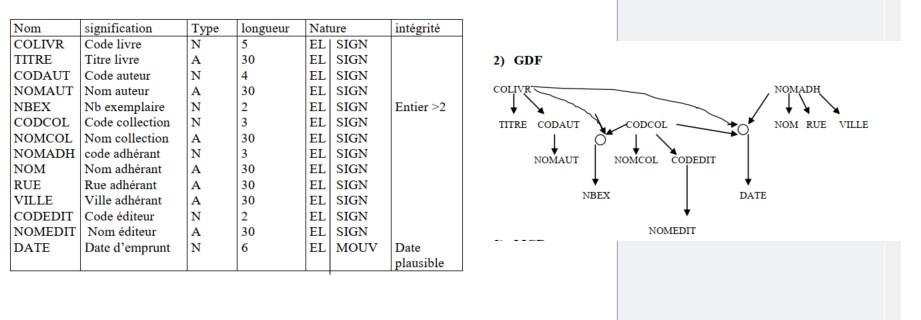 Nom signification Type longueur Nature intégrité
COLIVR Code livre N 5 EL SIGN
TITRE Titre livre A 30 EL SIGN
CODAUT Code auteur N 4 EL SIGN
NOMAUT Nom auteur A 30 EL SIGN
NBEX Nb exemplaire N 2 EL SIGN Entier >2
CODCOL Code collection N 3 EL SIGN
NOMCOL Nom collection A 30 EL SIGN
NOMADH code adhérant N 3 EL SIGN
NOM Nom adhérant A 30 EL SIGN
RUE Rue adhérant A 30 EL SIGN
VILLE Ville adhérant A 30 EL SIGN
CODEDIT Code éditeur N 2 EL SIGN
NOMEDIT Nom éditeur A 30 EL SIGN
DATE Date d'emprunt N 6 EL MOUV Date
plausible
2) GDF
COLIVR NOMADH
TITRE CODAUT CODCOL NOM RUE VILLE
NOMAUT NOMCOL CODEDIT
NBEX DATE
NOMEDIT